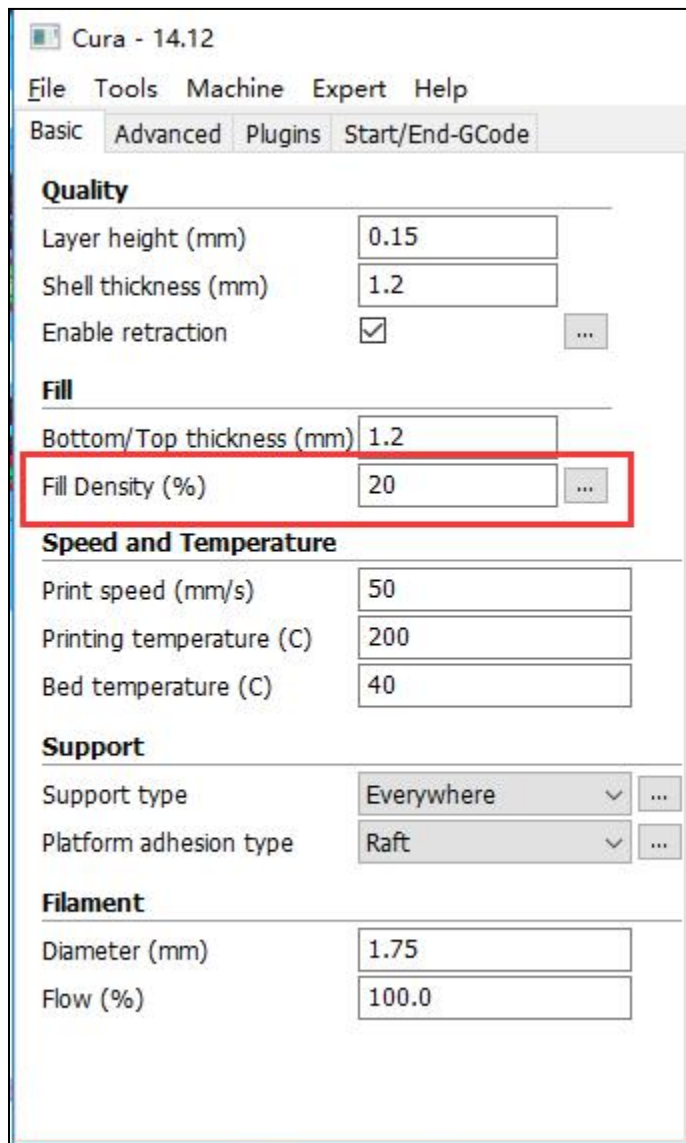 Cura - 14.12
File Tools Machine Expert Help
Basic Advanced Plugins Start/End-GCode
Quality
Layer height (mm) 0.15
Shell thickness (mm) 1.2
Enable retraction ...
Fill
Bottom/Top thickness (mm) 1.2
Fill Density (%) 20 ...
Speed and Temperature
Print speed (mm/s) 50
Printing temperature (C) 200
Bed temperature (C) 40
Support
Support type Everywhere ...
Platform adhesion type Raft ...
Filament
Diameter (mm) 1.75
Flow (%) 100.0